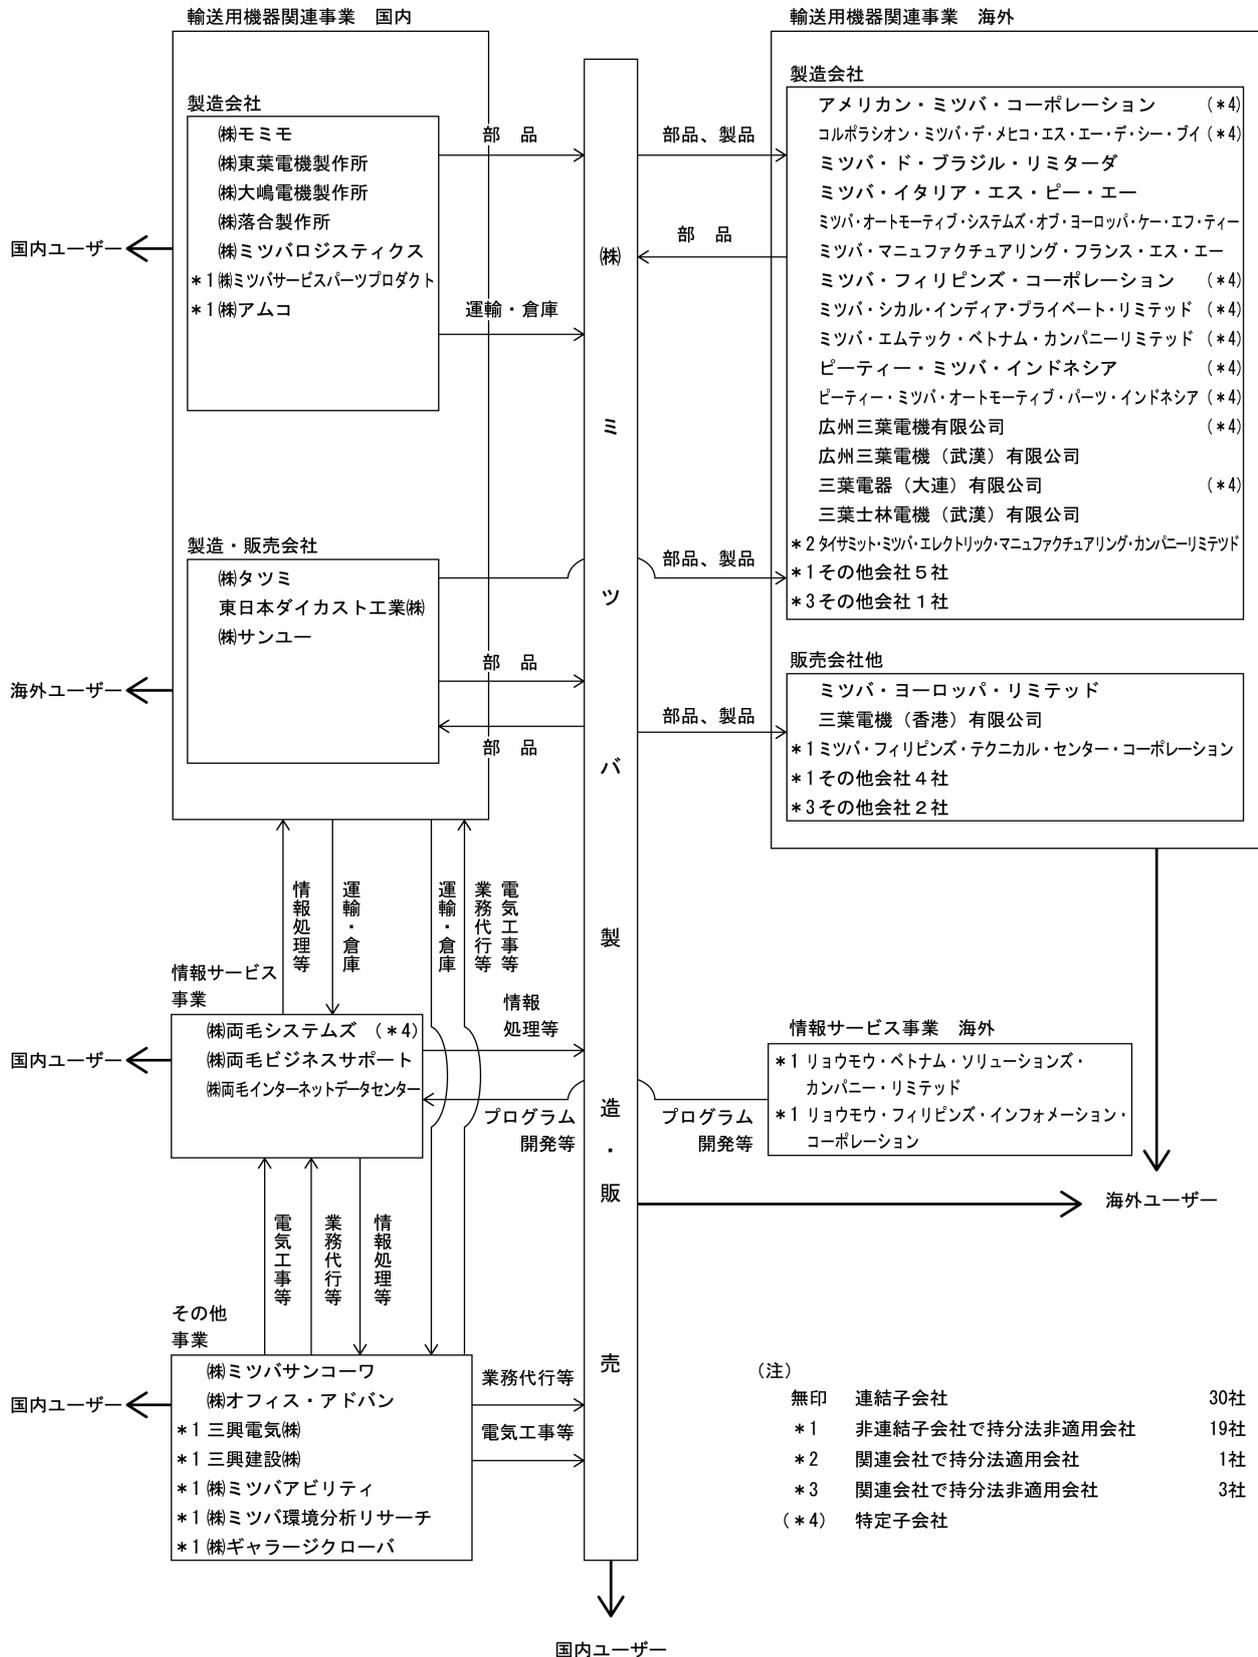 輸送用機器関連事業　国内
製造会社
㈱モミモ
㈱東葉電機製作所
㈱大嶋電機製作所
㈱落合製作所
㈱ミツバロジスティクス
＊1㈱ミツバサービスパーツプロダクト
＊1㈱アムコ
製造・販売会社
㈱タツミ
東日本ダイカスト工業㈱
㈱サンユー
国内ユーザー
海外ユーザー
部　品
運輸・倉庫
部　品
部　品
㈱ミツバ製造・販売
部品、製品
部　品
部品、製品
部品、製品
輸送用機器関連事業　海外
製造会社
アメリカン・ミツバ・コーポレーション　（＊4）
コルポラシオン・ミツバ・デ・メヒコ・エス・エー・デ・シー・ブイ（＊4）
ミツバ・ド・ブラジル・リミターダ
ミツバ・イタリア・エス・ピー・エー
ミツバ・オートモーティブ・システムズ・オブ・ヨーロッパ・ケー・エフ・ティー
ミツバ・マニュファクチュアリング・フランス・エス・エー
ミツバ・フィリピンズ・コーポレーション　（＊4）
ミツバ・シカル・インディア・プライベート・リミテッド（＊4）
ミツバ・エムテック・ベトナム・カンパニーリミテッド（＊4）
ピーティー・ミツバ・インドネシア　（＊4）
ピーティー・ミツバ・オートモーティブ・パーツ・インドネシア（＊4）
広州三葉電機有限公司　（＊4）
広州三葉電機（武漢）有限公司
三葉電器（大連）有限公司　（＊4）
三葉士林電機（武漢）有限公司
＊2タイサミット・ミツバ・エレクトリック・マニュファクチュアリング・カンパニーリミテツド
＊1その他会社５社
＊3その他会社１社
販売会社他
ミツバ・ヨーロッパ・リミテッド
三葉電機（香港）有限公司
＊1ミツバ・フィリピンズ・テクニカル・センター・コーポレーション
＊1その他会社４社
＊3その他会社２社
情報処理等
運輸・倉庫
運輸・倉庫
業務代行等
電気工事等
情報サービス
事業
㈱両毛システムズ　（＊4）
㈱両毛ビジネスサポート
㈱両毛インターネットデータセンター
国内ユーザー
情報
処理等
プログラム
開発等
プログラム
開発等
情報サービス事業　海外
＊1 リョウモウ・ベトナム・ソリューションズ・
カンパニー・リミテッド
＊1 リョウモウ・フィリピンズ・インフォメーション・
コーポレーション
海外ユーザー
電気工事等
業務代行等
情報処理等
その他
事業
㈱ミツバサンコーワ
㈱オフィス・アドバン
＊1 三興電気㈱
＊1 三興建設㈱
＊1 ㈱ミツバアビリティ
＊1 ㈱ミツバ環境分析リサーチ
＊1 ㈱ギャラージクローバ
国内ユーザー
業務代行等
電気工事等
（注）
無印　連結子会社　30社
＊1　非連結子会社で持分法非適用会社　19社
＊2　関連会社で持分法適用会社　1社
＊3　関連会社で持分法非適用会社　3社
（＊4）　特定子会社
国内ユーザー